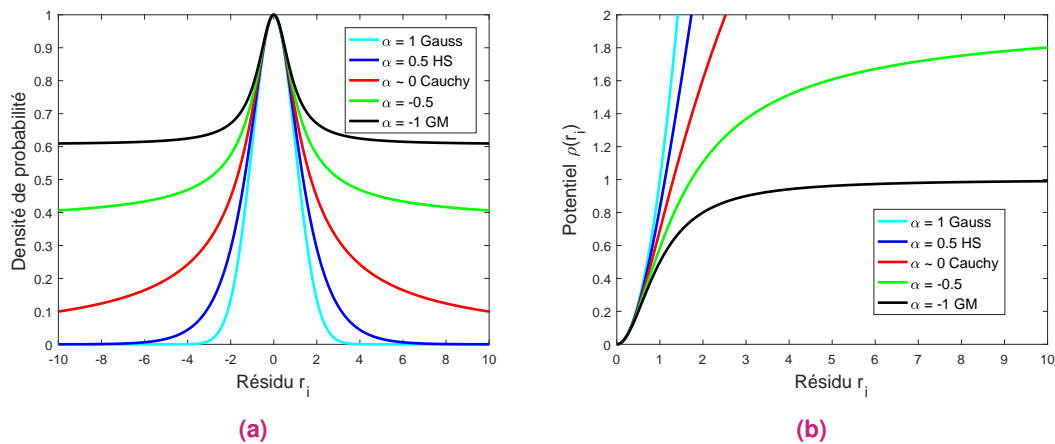 1
0.9
0.8
0.7
0.6
0.5
0.4
0.3
0.2
0.1
0
Densité de probabilité
α = 1 Gauss
α = 0.5 HS
α ~ 0 Cauchy
α = -0.5
α = -1 GM
-10 -8 -6 -4 -2 0 2 4 6 8 10
Résidu r_i
(a)
2
1.8
1.6
1.4
1.2
1
0.8
0.6
0.4
0.2
0
Potentiel ρ(r_i)
α = 1 Gauss
α = 0.5 HS
α ~ 0 Cauchy
α = -0.5
α = -1 GM
0 1 2 3 4 5 6 7 8 9 10
Résidu r_i
(b)